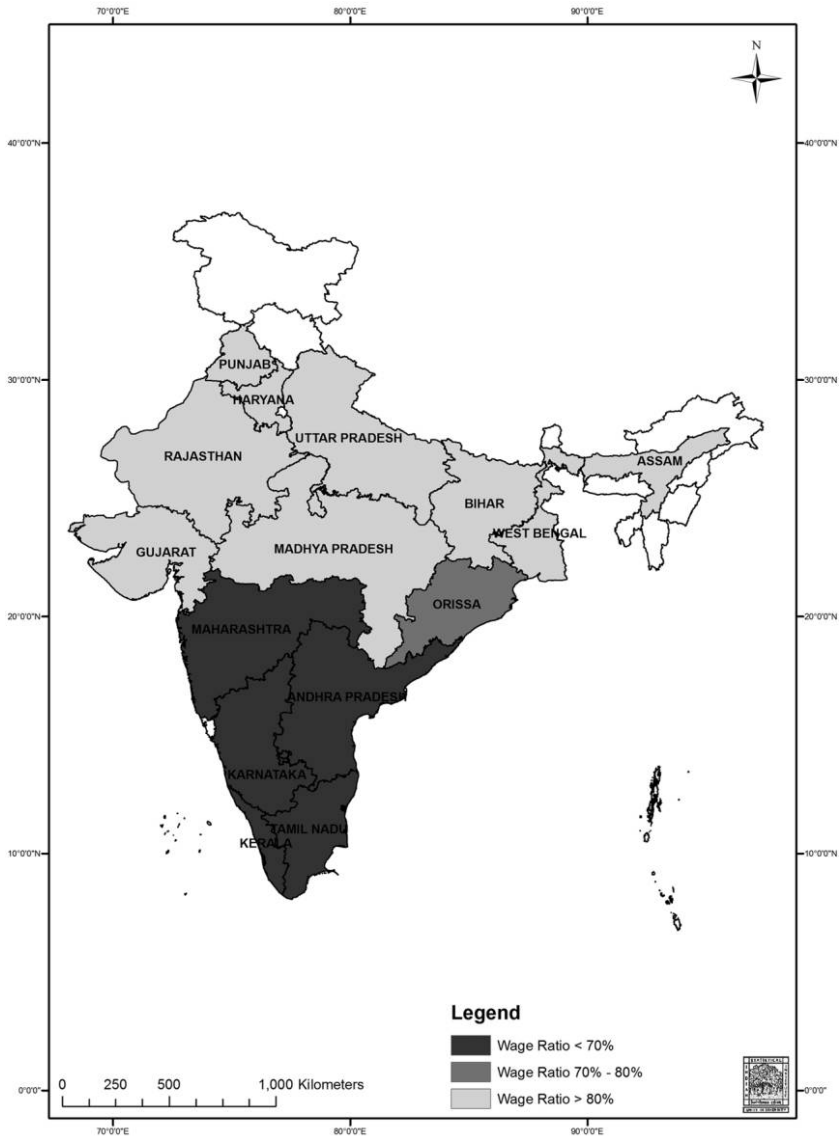 70°0'0"E 80°0'0"E 90°0'0"E
N
40°0'0"N 40°0'0"N
PUNJAB
30°0'0"N 30°0'0"N
HARYANA
UTTAR PRADESH
RAJASTHAN
ASSAM
BIHAR
WEST BENGAL
GUJARAT
MADHYA PRADESH
ORISSA
20°0'0"N 20°0'0"N
MAHARASHTRA
ANDHRA PRADESH
KARNATAKA
TAMIL NADU
KERALA
10°0'0"N 10°0'0"N
Legend
Wage Ratio < 70%
Wage Ratio 70% - 80%
Wage Ratio > 80%
0 250 500 1,000 Kilometers
0°0'0" 0°0'0"
70°0'0"E 80°0'0"E 90°0'0"E